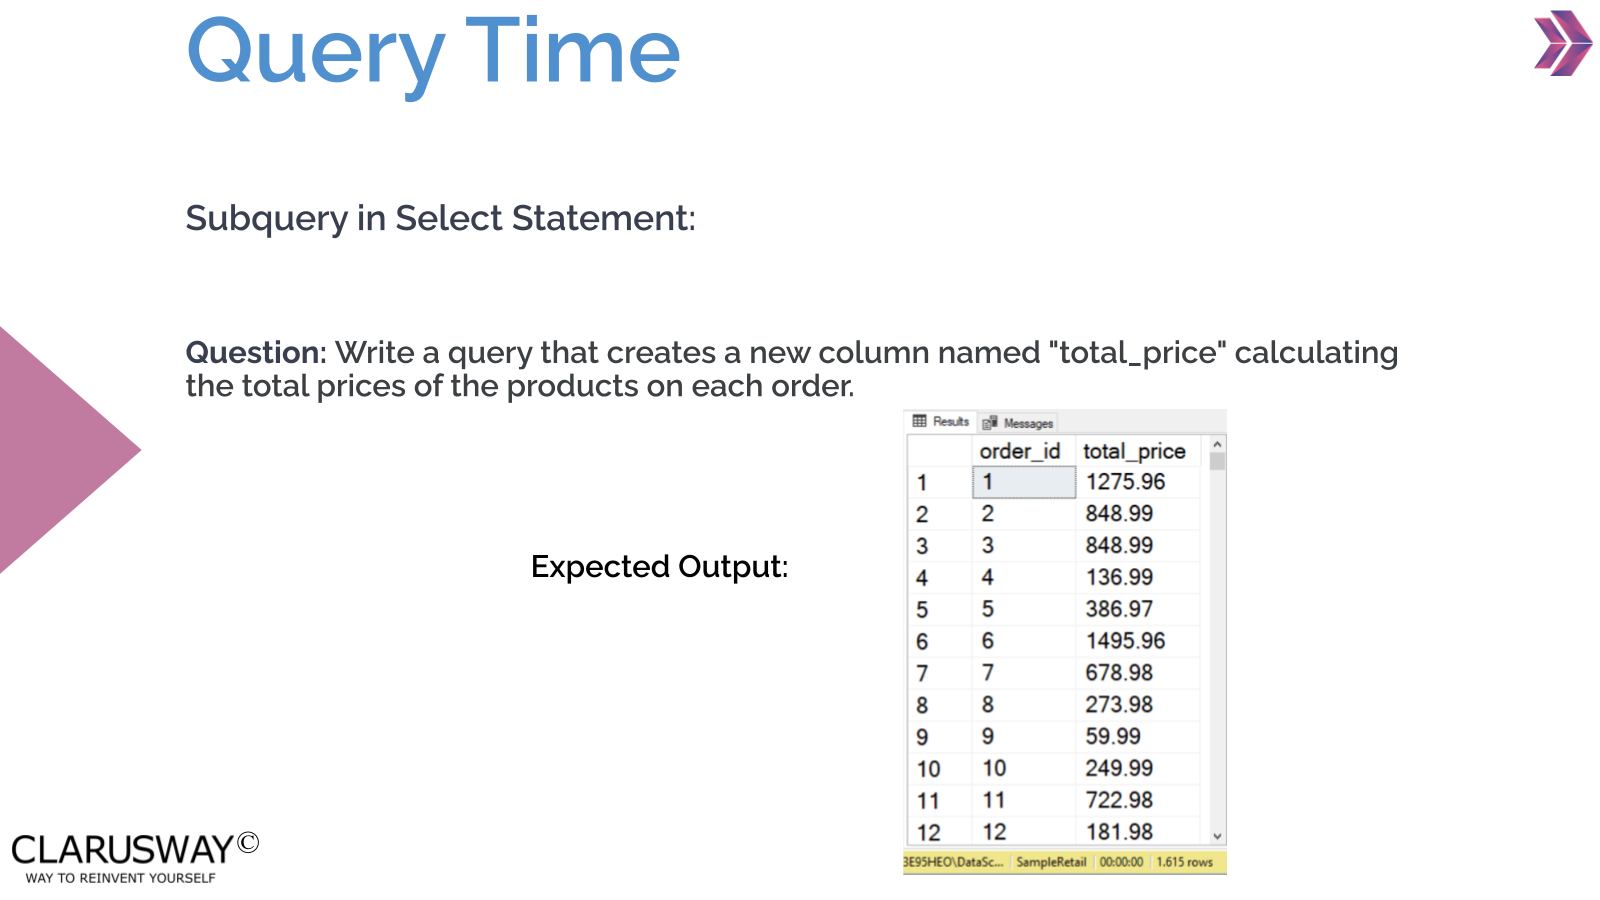 Query Time
Subquery in Select Statement:
Question: Write a query that creates a new column named "total_price" calculating
the total prices of the products on each order.
Results Messages
order_id total_price
1 1 1275.96
2 2 848.99
3 3 848.99
4 4 136.99
5 5 386.97
6 6 1495.96
7 7 678.98
8 8 273.98
9 9 59.99
10 10 249.99
11 11 722.98
12 12 181.98
3E95HEO\DataSc... SampleRetail 00:00:00 1.615 rows
Expected Output:
CLARUSWAY©
WAY TO REINVENT YOURSELF